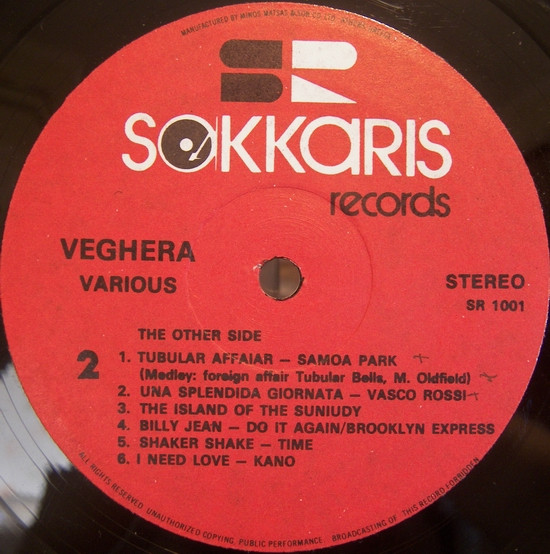 MANUFACTURED BY MINOS MATSAS & SON CO LTD. ATHENS GREECE
SR
SAKKARIS
records
VEGHERA
VARIOUS
STEREO
SR 1001
THE OTHER SIDE
2
1. TUBULAR AFFAIAR – SAMOA PARK
(Medley: foreign affair Tubular Bells, M. Oldfield)
2. UNA SPLENDIDA GIORNATA – VASCO ROSSI
3. THE ISLAND OF THE SUNIUDY
4. BILLY JEAN – DO IT AGAIN/BROOKLYN EXPRESS
5. SHAKER SHAKE – TIME
6. I NEED LOVE – KANO
ALL RIGHTS RESERVED. UNAUTHORIZED COPYING. PUBLIC PERFORMANCE. BROADCASTING OF THIS RECORD FORBIDDEN